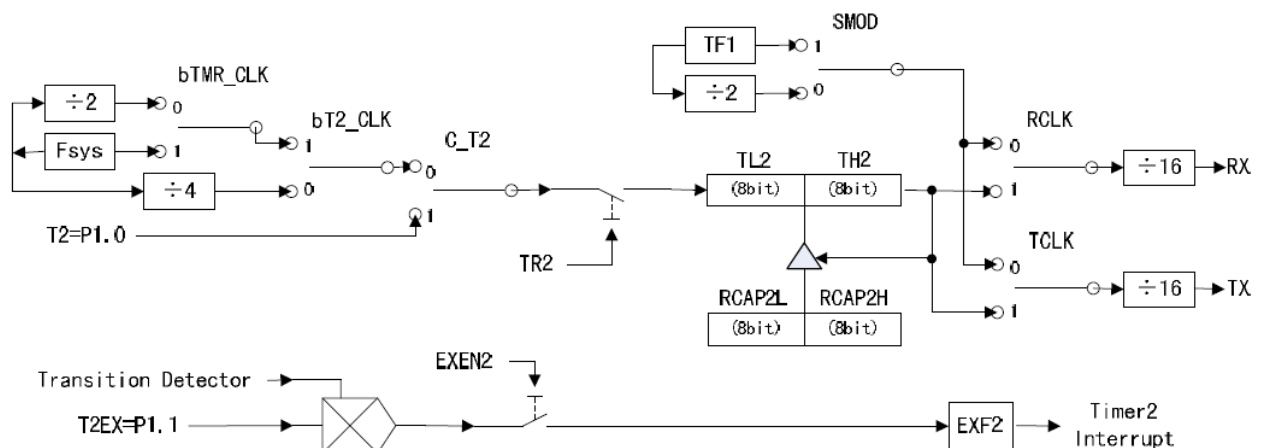 SMOD
TF1
1
bTMR_CLK
÷2
0
÷2
0
bT2_CLK
C_T2
RCLK
Fsys
1
1
0
0
TL2
TH2
÷16
RX
÷4
0
(8bit)
(8bit)
1
T2=P1.0
1
TCLK
TR2
0
÷16
TX
RCAP2L
RCAP2H
1
(8bit)
(8bit)
EXEN2
Transition Detector
T2EX=P1.1
EXF2
Timer2
Interrupt